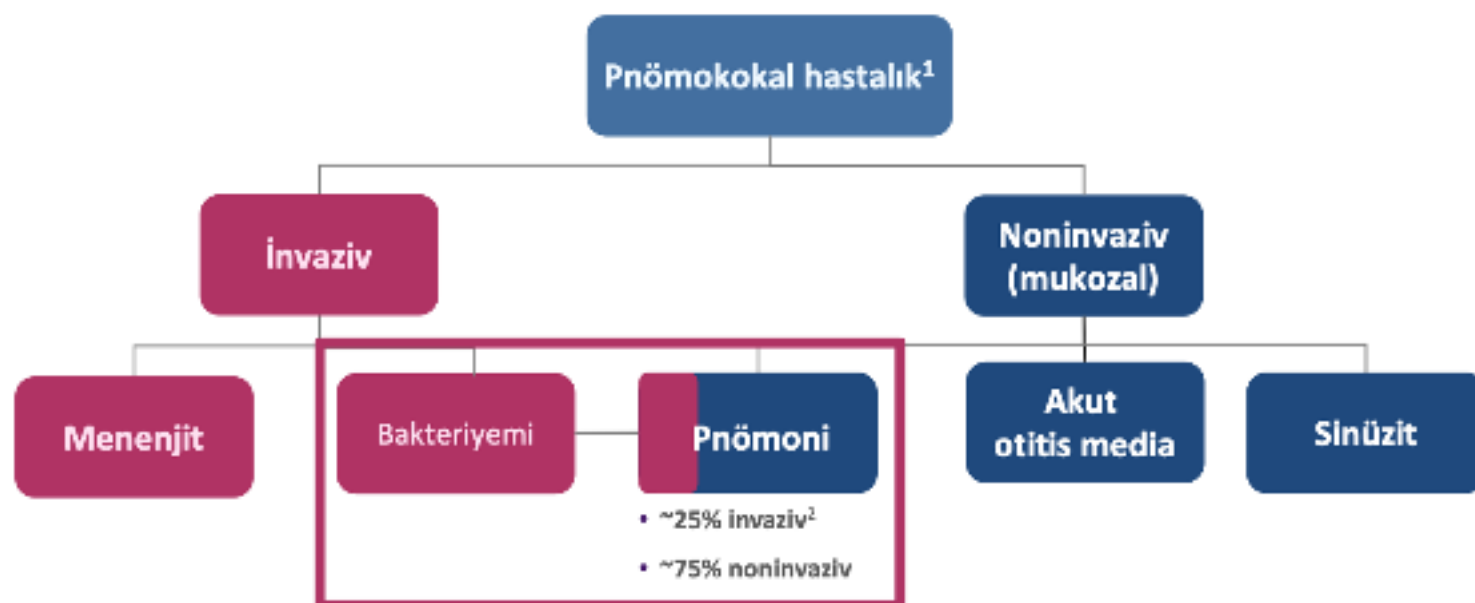 Pnömokokal hastalık¹
İnvaziv
Noninvaziv
(mukozal)
Menenjit
Bakteriyemi
Pnömoni
Akut
otitis media
Sinüzit
• ~25% invaziv²
• ~75% noninvaziv